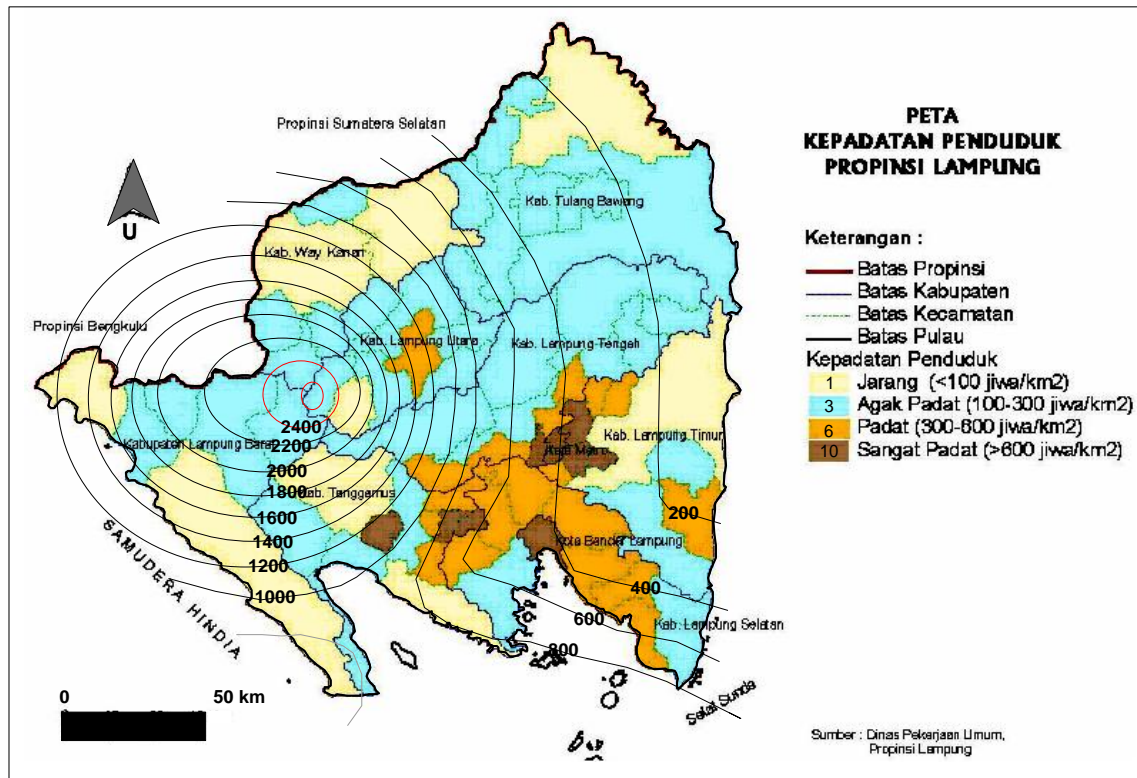 PETA
KEPADATAN PENDUDUK
PROPINSI LAMPUNG
Propinsi Sumatera Selatan
U
Kab. Tulang Bawang
Kab. Way Kanan
Propinsi Bengkulu
Kab. Lampung Utara
Kab. Lampung Tengah
Keterangan :
Batas Propinsi
Batas Kabupaten
Batas Kecamatan
Batas Pulau
Kepadatan Penduduk
1 Jarang (<100 jiwa/km2)
3 Agak Padat (100-300 jiwa/km2)
6 Padat (300-600 jiwa/km2)
10 Sangat Padat (>600 jiwa/km2)
Kabupaten Lampung Barat
Kab. Lampung Timur
Kota Metro
Kab. Tanggamus
Kota Bandar Lampung
Kab. Lampung Selatan
2400
2200
2000
1800
1600
1400
1200
1000
800
600
400
200
SAMUDERA HINDIA
Selat Sunda
0 50 km
Sumber : Dinas Pekerjaan Umum,
Propinsi Lampung